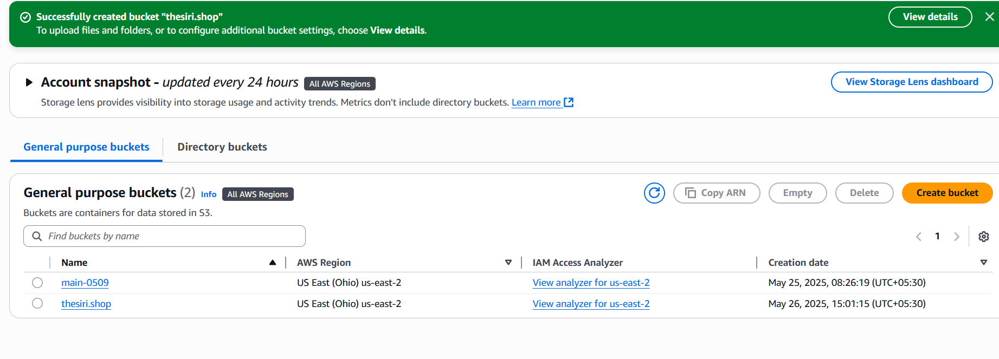 Successfully created bucket "thesiri.shop"
To upload files and folders, or to configure additional bucket settings, choose View details.
View details
Account snapshot - updated every 24 hours All AWS Regions
View Storage Lens dashboard
Storage lens provides visibility into storage usage and activity trends. Metrics don't include directory buckets. Learn more
General purpose buckets Directory buckets
General purpose buckets (2) Info All AWS Regions
Copy ARN Empty Delete Create bucket
Buckets are containers for data stored in S3.
Find buckets by name
1
Name AWS Region IAM Access Analyzer Creation date
main-0509 US East (Ohio) us-east-2 View analyzer for us-east-2 May 25, 2025, 08:26:19 (UTC+05:30)
thesiri.shop US East (Ohio) us-east-2 View analyzer for us-east-2 May 26, 2025, 15:01:15 (UTC+05:30)